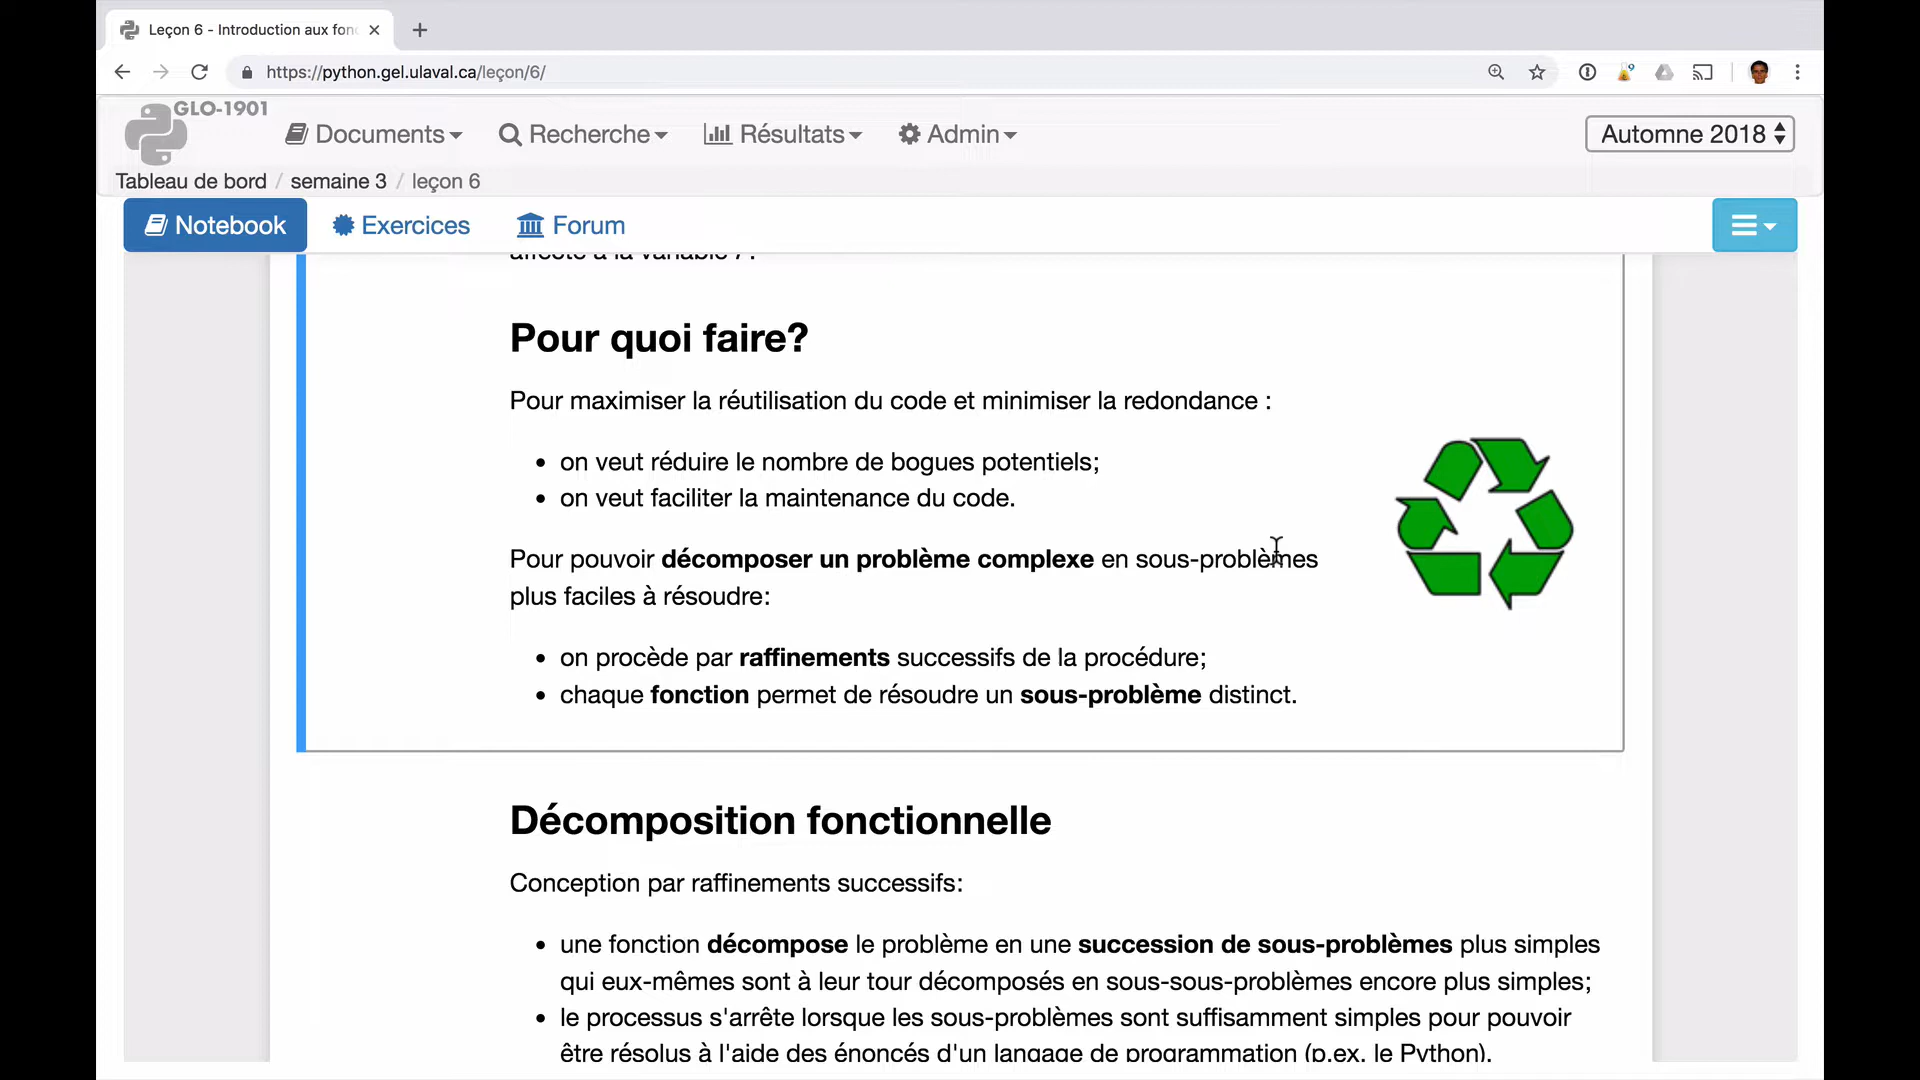 Leçon 6 - Introduction aux fon
https://python.gel.ulaval.ca/leçon/6/
GLO-1901
Documents
Recherche
Résultats
Admin
Automne 2018
Tableau de bord / semaine 3 / leçon 6
Notebook
Exercices
Forum
affecté à la variable
Pour quoi faire?
Pour maximiser la réutilisation du code et minimiser la redondance :
• on veut réduire le nombre de bogues potentiels;
• on veut faciliter la maintenance du code.
Pour pouvoir décomposer un problème complexe en sous-problèmes
plus faciles à résoudre:
• on procède par raffinements successifs de la procédure;
• chaque fonction permet de résoudre un sous-problème distinct.
Décomposition fonctionnelle
Conception par raffinements successifs:
• une fonction décompose le problème en une succession de sous-problèmes plus simples
qui eux-mêmes sont à leur tour décomposés en sous-sous-problèmes encore plus simples;
• le processus s'arrête lorsque les sous-problèmes sont suffisamment simples pour pouvoir
être résolus à l'aide des énoncés d'un langage de programmation (p.ex. le Python).